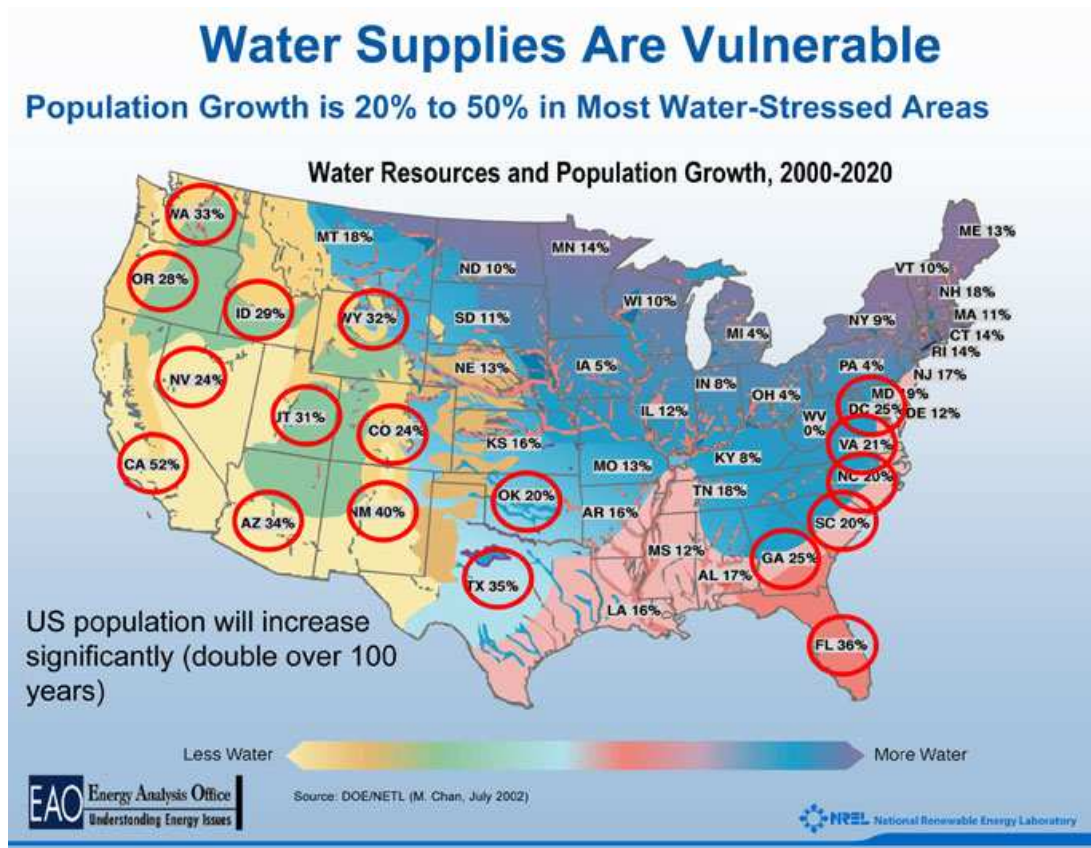 Water Supplies Are Vulnerable
Population Growth is 20% to 50% in Most Water-Stressed Areas
Water Resources and Population Growth, 2000-2020
WA 33%
OR 28%
ID 29%
MT 18%
WY 32%
ND 10%
SD 11%
MN 14%
WI 10%
MI 4%
ME 13%
VT 10%
NH 18%
NY 9%
MA 11%
CT 14%
RI 14%
PA 4%
NJ 17%
NV 24%
UT 31%
CO 24%
NE 13%
IA 5%
IL 12%
IN 8%
OH 4%
WV
0%
MD 19%
DC 25%
DE 12%
VA 21%
CA 52%
AZ 34%
NM 40%
KS 16%
MO 13%
KY 8%
NC 20%
OK 20%
AR 16%
TN 18%
SC 20%
TX 35%
LA 16%
MS 12%
AL 17%
GA 25%
FL 36%
US population will increase
significantly (double over 100
years)
Less Water
More Water
EAO Energy Analysis Office
Understanding Energy Issues
Source: DOE/NETL (M. Chan, July 2002)
NREL National Renewable Energy Laboratory